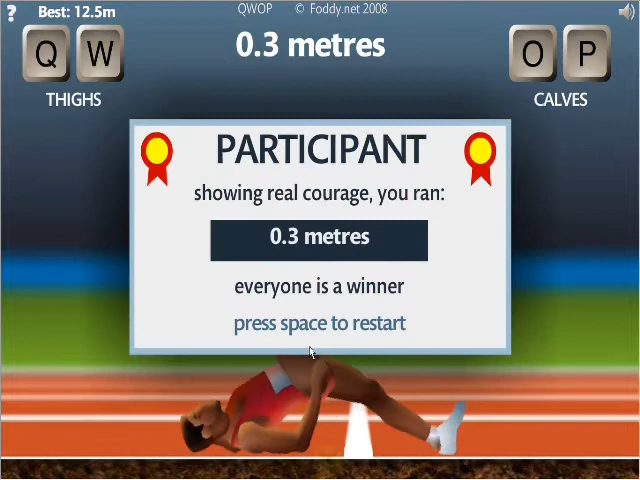 ?
Best: 12.5m
QWOP © Foddy.net 2008
0.3 metres
Q W
O P
THIGHS
CALVES
PARTICIPANT
showing real courage, you ran:
0.3 metres
everyone is a winner
press space to restart